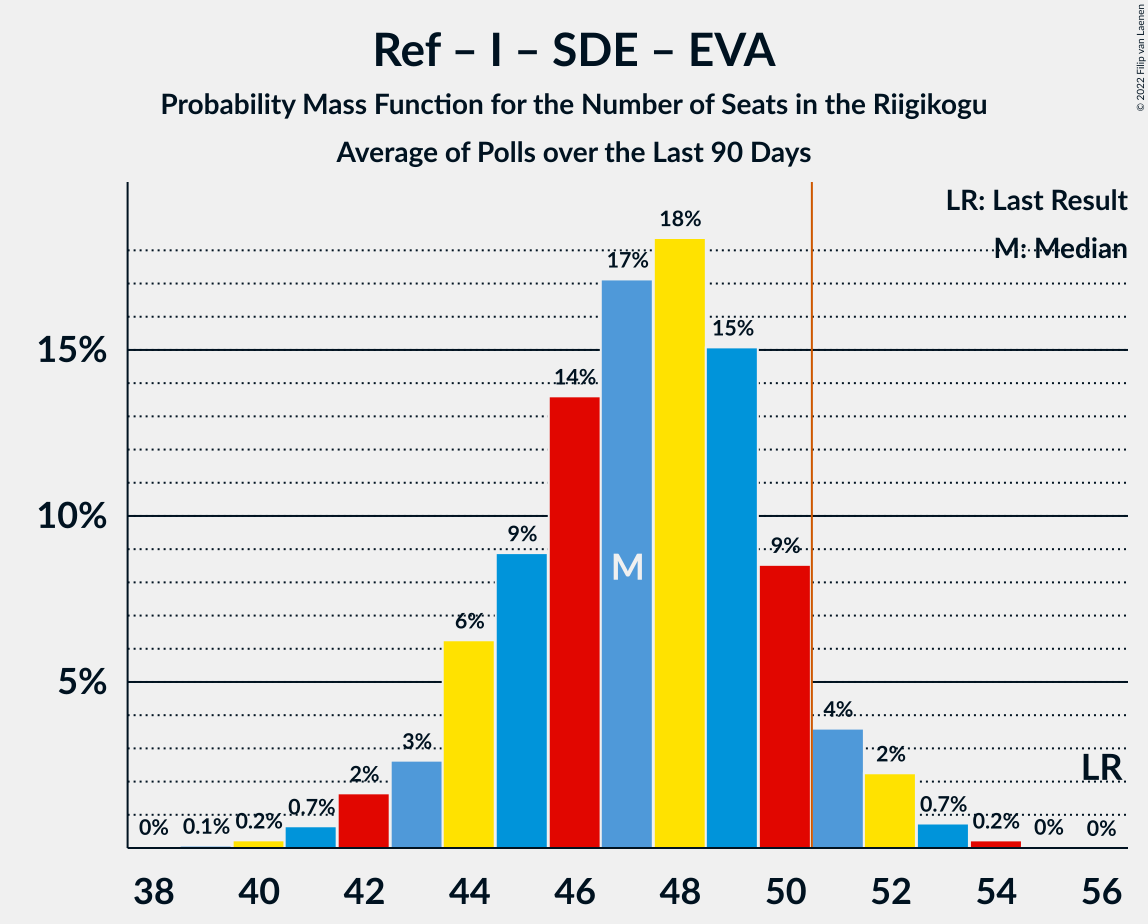 Ref – I – SDE – EVA
Probability Mass Function for the Number of Seats in the Riigikogu
Average of Polls over the Last 90 Days
© 2022 Filip van Laenen
LR: Last Result
M: Median
18%
17%
15%
15%
14%
10%
9%
9%
M
6%
5%
4%
3%
2%
2%
LR
0%
0.1%
0.2%
0.7%
0.7%
0.2%
0%
0%
38 40 42 44 46 48 50 52 54 56